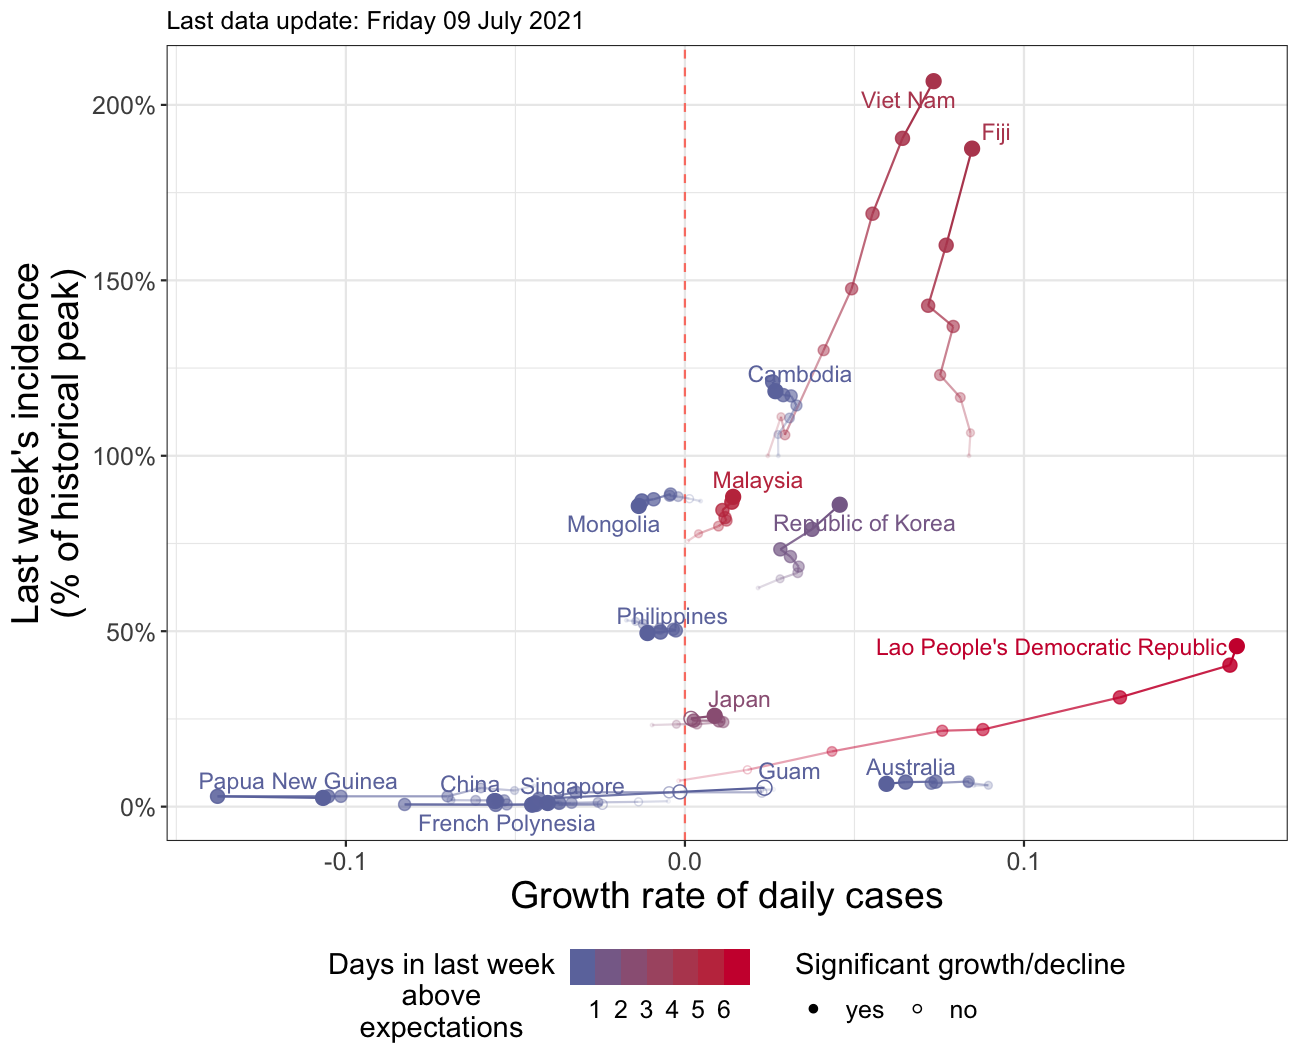 Last data update: Friday 09 July 2021
Last week's incidence
(% of historical peak)
200%
150%
100%
50%
0%
Viet Nam
Fiji
Cambodia
Malaysia
Mongolia
Republic of Korea
Philippines
Lao People's Democratic Republic
Japan
Guam
Australia
Papua New Guinea
China
Singapore
French Polynesia
-0.1
0.0
0.1
Growth rate of daily cases
Days in last week
above
expectations
1 2 3 4 5 6
Significant growth/decline
yes
no